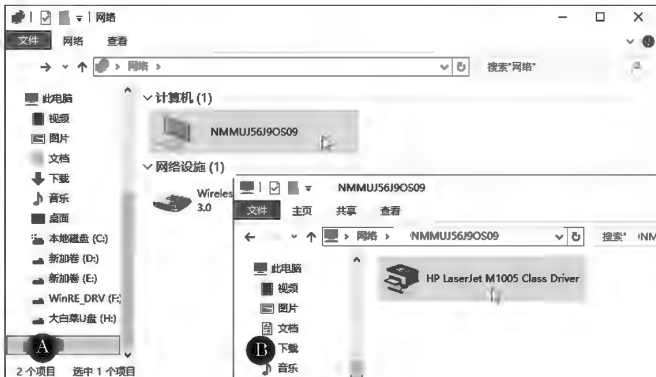 网络
文件 网络 查看
网络
搜索"网络"
此电脑
视频
图片
文档
下载
音乐
桌面
本地磁盘 (C:)
新加卷 (D:)
新加卷 (E:)
WinRE_DRV (F:)
大白菜U盘 (H:)
A
2 个项目 选中 1 个项目
计算机 (1)
NMMUJ56J9OS09
网络设施 (1)
Wireles
3.0
NMMUJ56J9OS09
文件 主页 共享 查看
网络 NMMUJ56J9OS09
搜索"
此电脑
视频
图片
文档
B 下载
音乐
HP LaserJet M1005 Class Driver